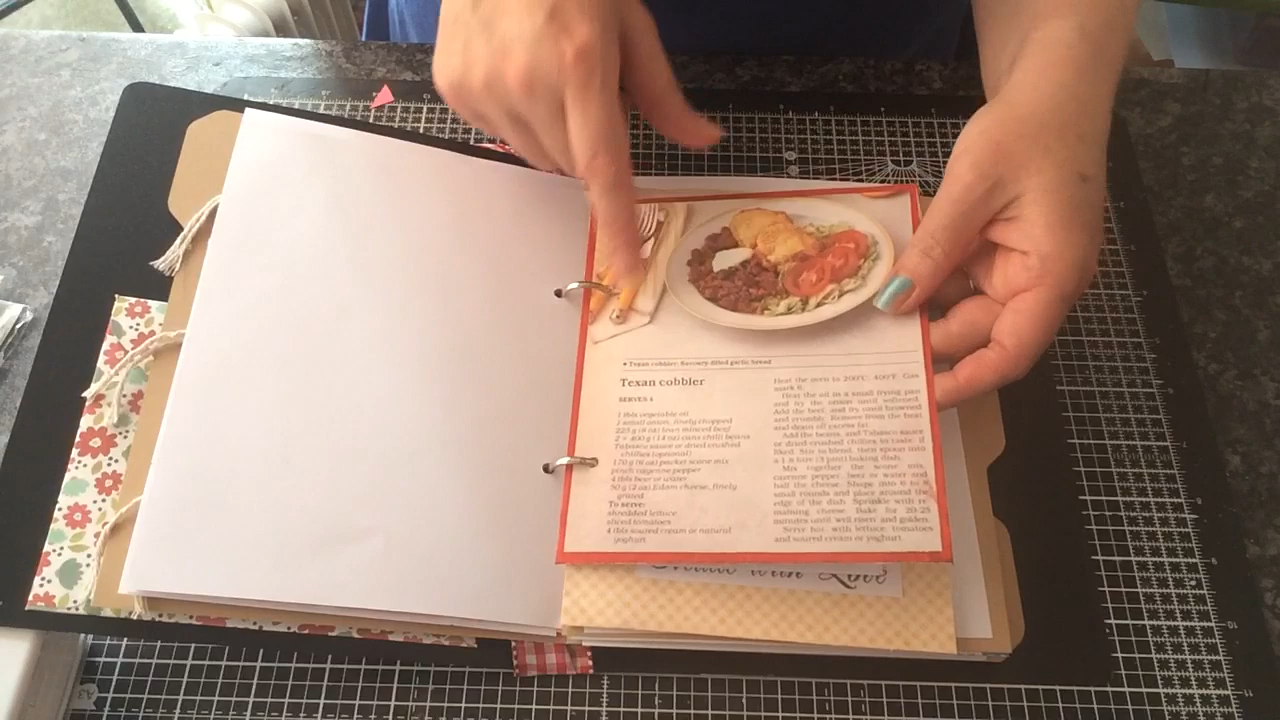 • Texan cobbler: Savoury-filled garlic bread
Texan cobbler
SERVES 4
1 tbls vegetable oil
1 small onion, finely chopped
225 g (8 oz) lean minced beef
2 × 400 g (14 oz) cans chilli beans
Tabasco sauce or dried crushed
chillies (optional)
170 g (6 oz) packet scone mix
pinch cayenne pepper
4 tbls beer or water
50 g (2 oz) Edam cheese, finely
grated
To serve:
shredded lettuce
sliced tomatoes
4 tbls soured cream or natural
yoghurt
Heat the oven to 200°C, 400°F, Gas
mark 6.
Heat the oil in a small frying pan
and fry the onion until softened.
Add the beef, and fry until browned
and crumbly. Remove from the heat
and drain off excess fat.
Add the beans, and Tabasco sauce
or dried crushed chillies to taste, if
liked. Stir to blend, then spoon into
a 1.8 litre (3 pint) baking dish.
Mix together the scone mix,
cayenne pepper, beer or water and
half the cheese. Shape into 6 to 8
small rounds and place around the
edge of the dish. Sprinkle with re-
maining cheese. Bake for 20-25
minutes until well risen and golden.
Serve hot, with lettuce, tomatoes
and soured cream or yoghurt.
with Love
A3